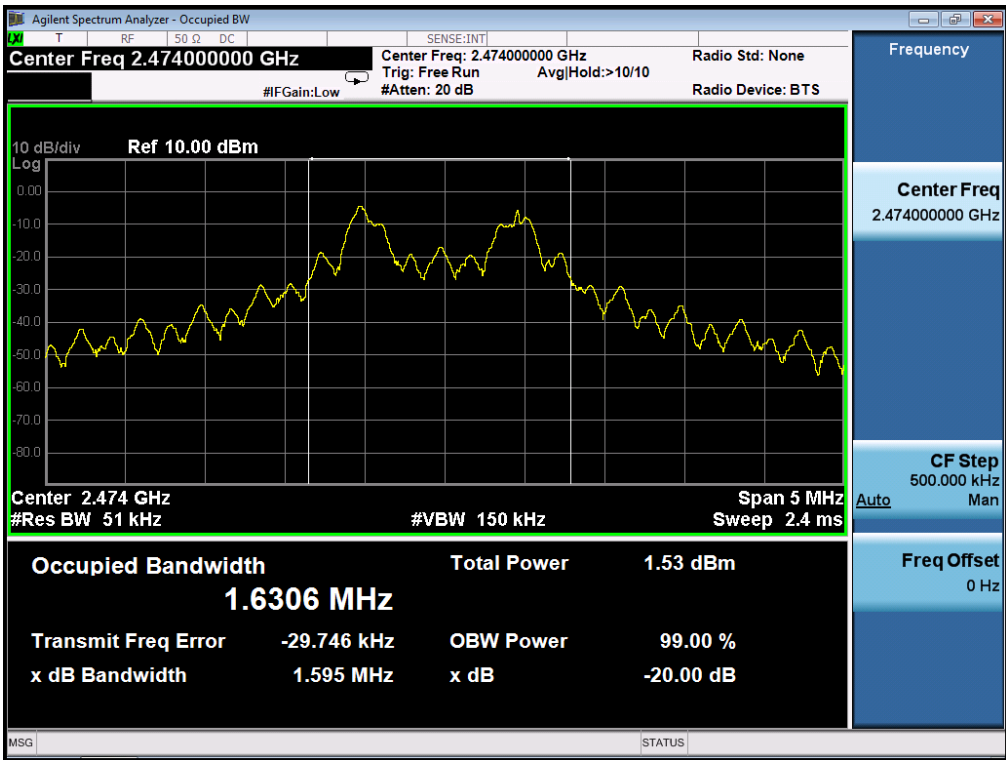 Agilent Spectrum Analyzer - Occupied BW
LXI T RF 50 Ω DC SENSE:INT
Center Freq 2.474000000 GHz
#IFGain:Low
Center Freq: 2.474000000 GHz
Trig: Free Run Avg|Hold:>10/10
#Atten: 20 dB
Radio Std: None
Radio Device: BTS
10 dB/div Ref 10.00 dBm
Log
0.00
-10.0
-20.0
-30.0
-40.0
-50.0
-60.0
-70.0
-80.0
Center 2.474 GHz Span 5 MHz
#Res BW 51 kHz #VBW 150 kHz Sweep 2.4 ms
Occupied Bandwidth Total Power 1.53 dBm
1.6306 MHz
Transmit Freq Error -29.746 kHz OBW Power 99.00 %
x dB Bandwidth 1.595 MHz x dB -20.00 dB
MSG STATUS
Frequency
Center Freq
2.474000000 GHz
CF Step
500.000 kHz
Auto Man
Freq Offset
0 Hz